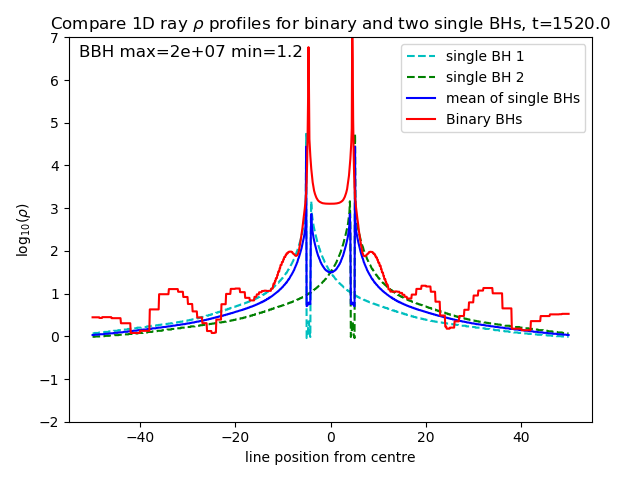 Compare 1D ray ρ profiles for binary and two single BHs, t=1520.0
BBH max=2e+07 min=1.2
single BH 1
single BH 2
mean of single BHs
Binary BHs
7
6
5
4
3
2
1
0
−1
−2
log₁₀(ρ)
−40 −20 0 20 40
line position from centre